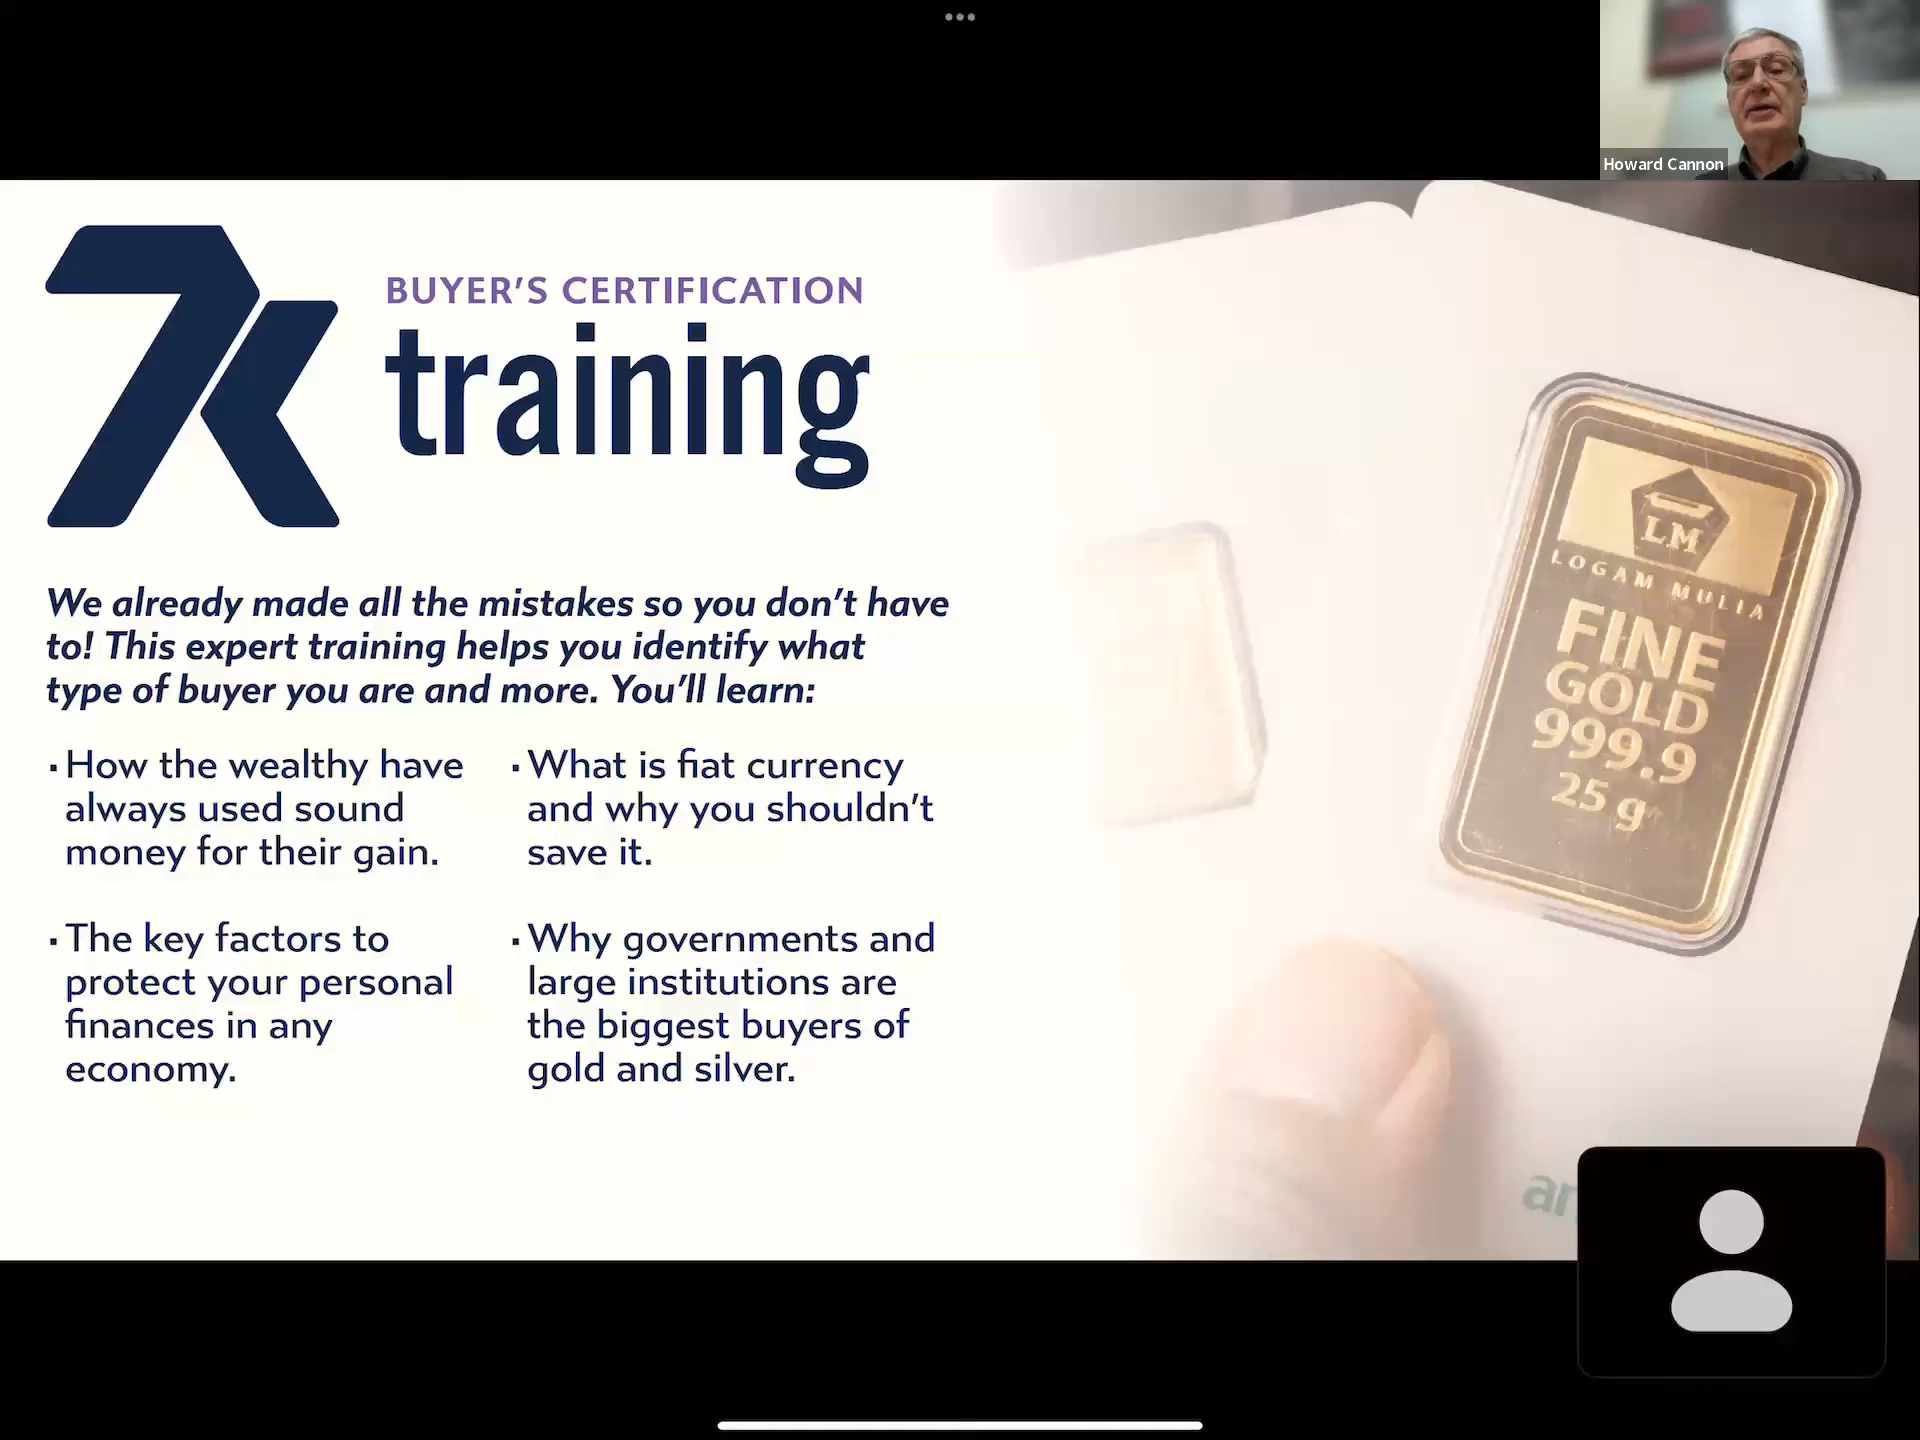 Howard Cannon
7k
BUYER’S CERTIFICATION
training
We already made all the mistakes so you don’t have
to! This expert training helps you identify what
type of buyer you are and more. You’ll learn:
· How the wealthy have
always used sound
money for their gain.
· The key factors to
protect your personal
finances in any
economy.
· What is fiat currency
and why you shouldn’t
save it.
· Why governments and
large institutions are
the biggest buyers of
gold and silver.
LM
LOGAM MULIA
FINE
GOLD
999.9
25 g